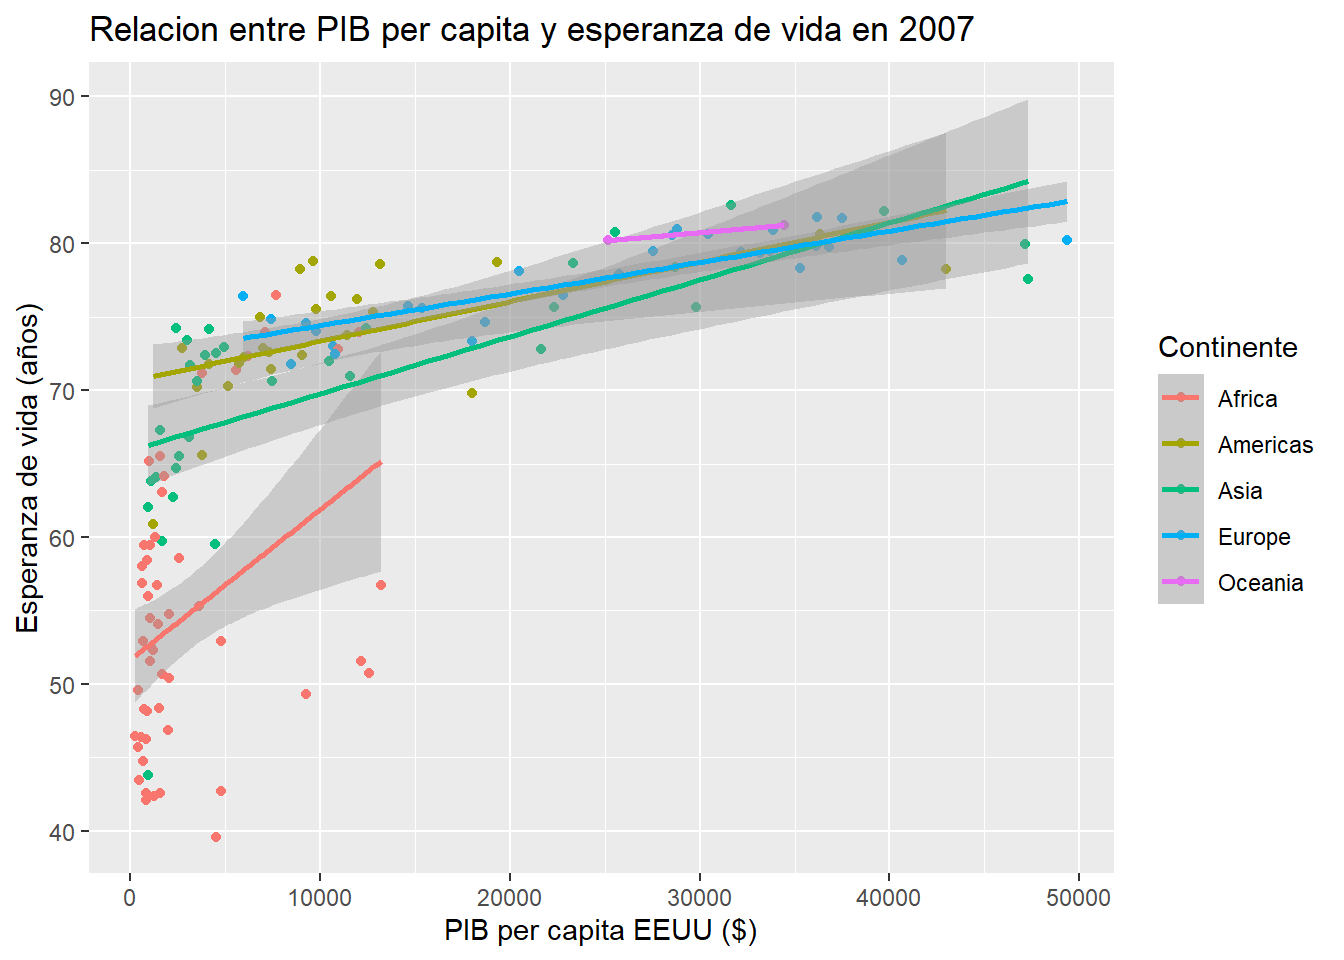 Relacion entre PIB per capita y esperanza de vida en 2007
90
80
70
60
50
40
Esperanza de vida (años)
0 10000 20000 30000 40000 50000
PIB per capita EEUU ($)
Continente
Africa
Americas
Asia
Europe
Oceania